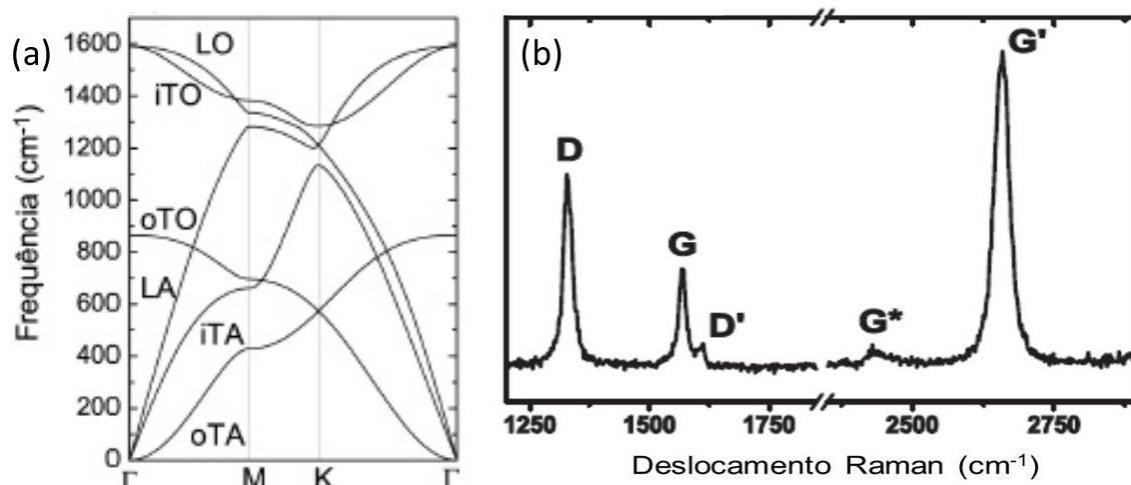 (a)
Frequência (cm-1)
1600
1400
1200
1000
800
600
400
200
0
LO
iTO
oTO
LA
iTA
oTA
Γ M K Γ
(b)
D
G
D'
G*
G'
1250 1500 1750 2500 2750
Deslocamento Raman (cm-1)